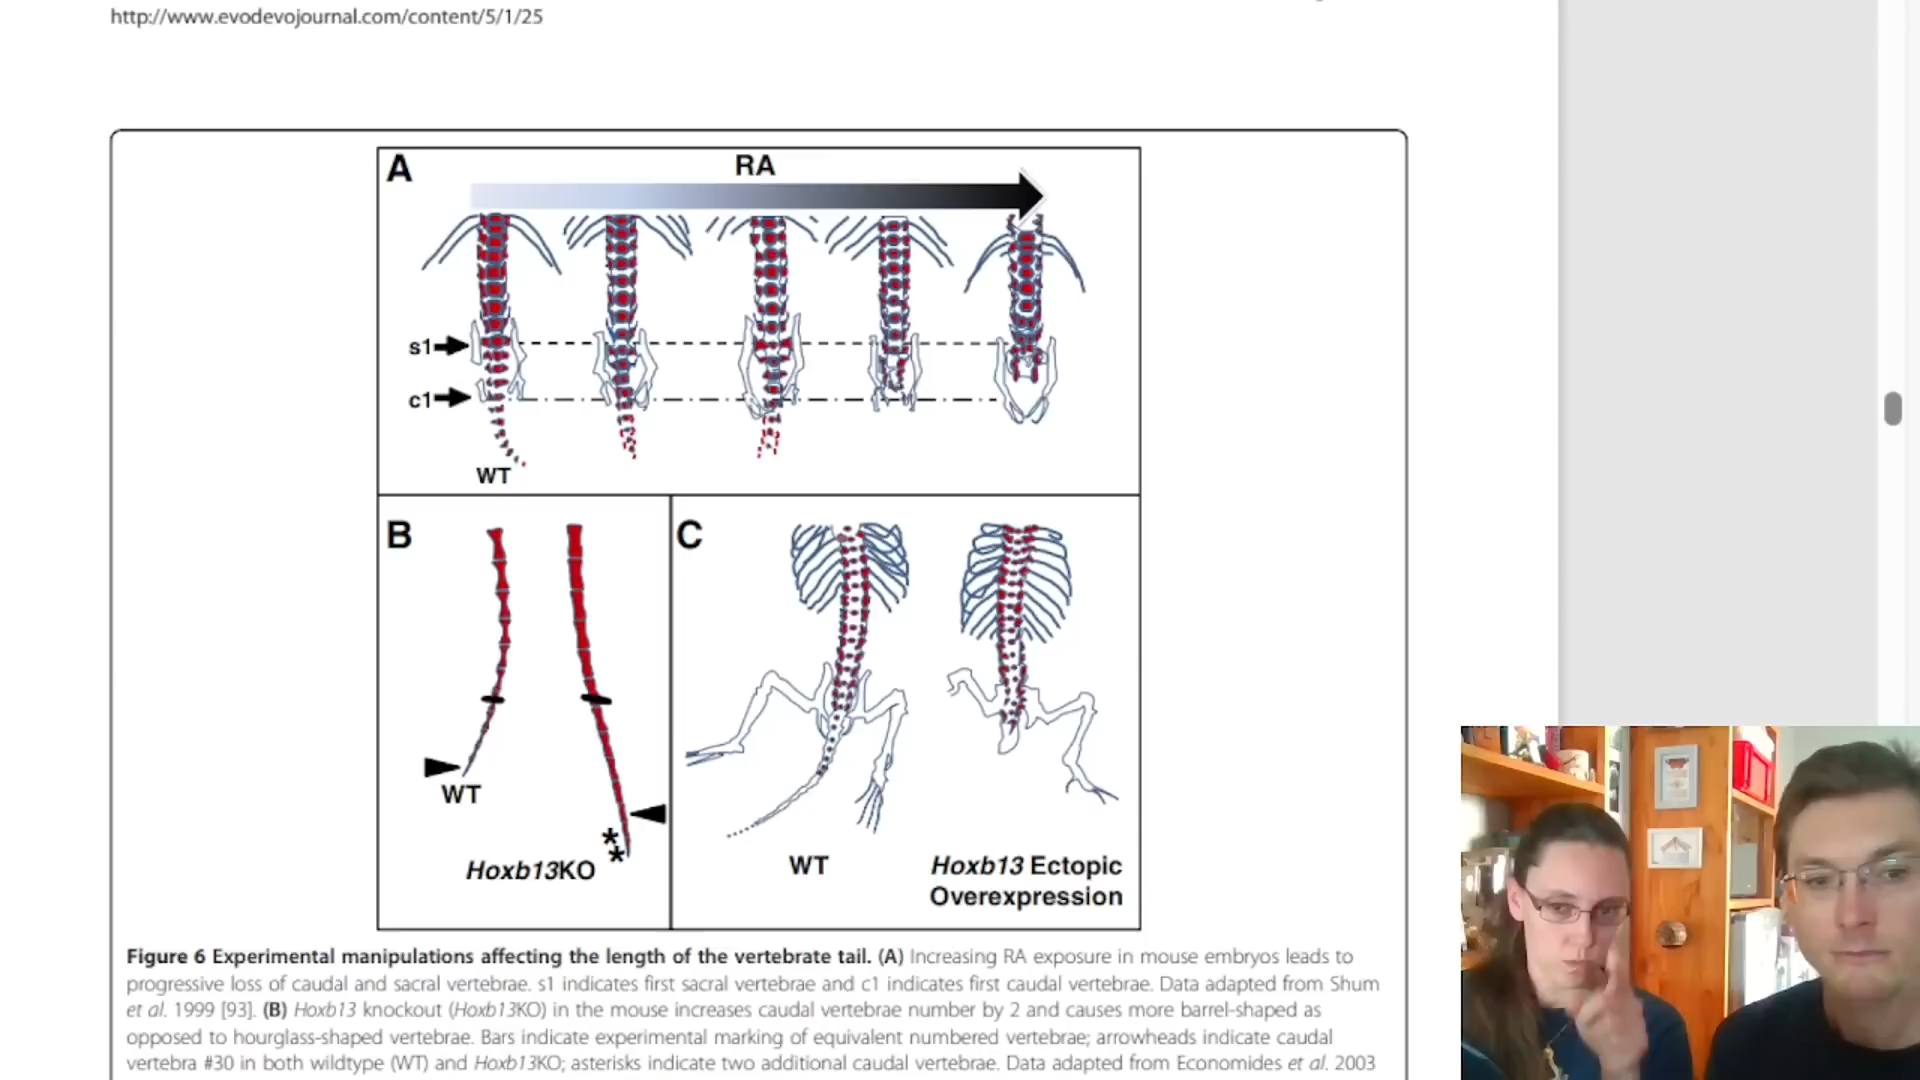 http://www.evodevojournal.com/content/5/1/25
A
RA
s1
c1
WT
B
C
WT
*
*
Hoxb13KO
WT
Hoxb13 Ectopic
Overexpression
Figure 6 Experimental manipulations affecting the length of the vertebrate tail. (A) Increasing RA exposure in mouse embryos leads to
progressive loss of caudal and sacral vertebrae. s1 indicates first sacral vertebrae and c1 indicates first caudal vertebrae. Data adapted from Shum
et al. 1999 [93]. (B) Hoxb13 knockout (Hoxb13KO) in the mouse increases caudal vertebrae number by 2 and causes more barrel-shaped as
opposed to hourglass-shaped vertebrae. Bars indicate experimental marking of equivalent numbered vertebrae; arrowheads indicate caudal
vertebra #30 in both wildtype (WT) and Hoxb13KO; asterisks indicate two additional caudal vertebrae. Data adapted from Economides et al. 2003